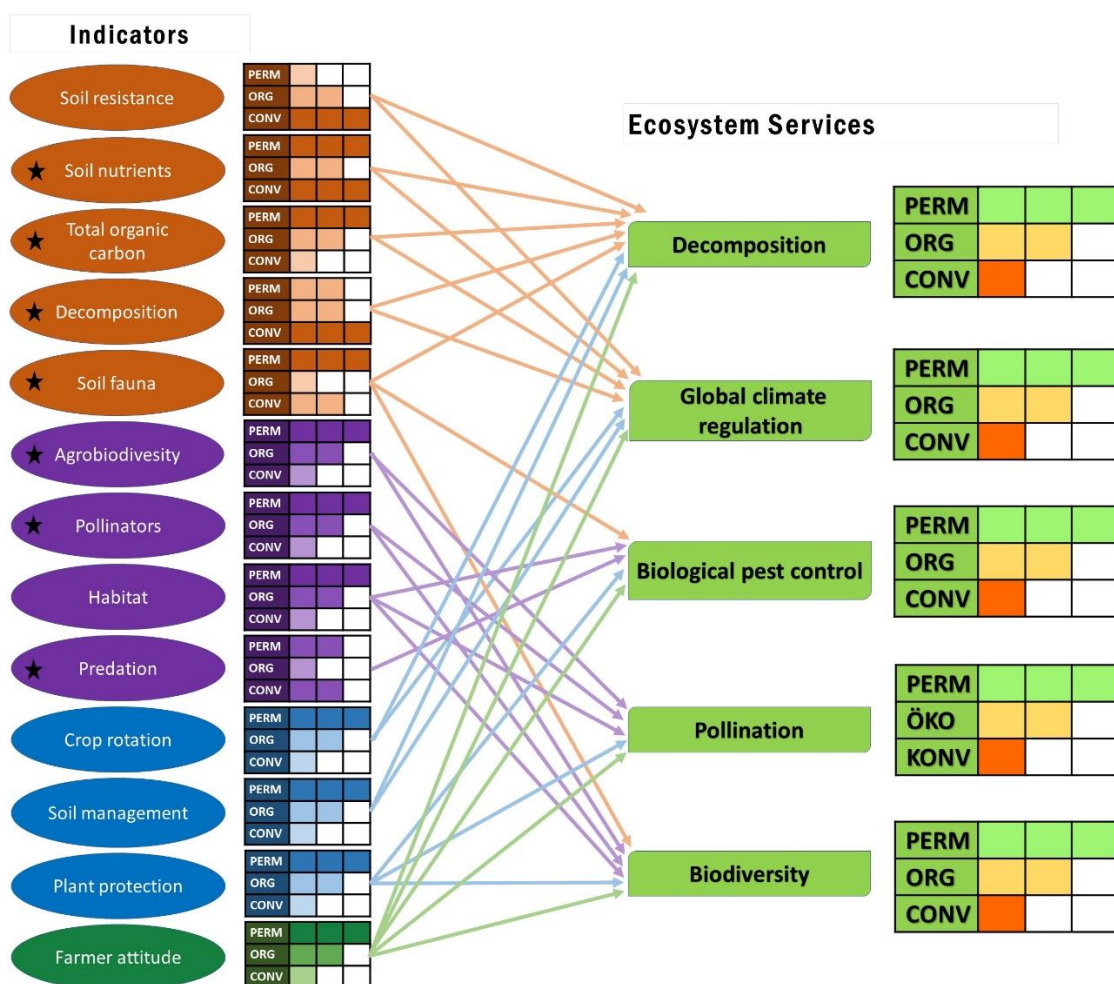 Indicators
Soil resistance
PERM
ORG
CONV
★ Soil nutrients
PERM
ORG
CONV
★ Total organic
carbon
PERM
ORG
CONV
★ Decomposition
PERM
ORG
CONV
★ Soil fauna
PERM
ORG
CONV
★ Agrobiodivesity
PERM
ORG
CONV
★ Pollinators
PERM
ORG
CONV
Habitat
PERM
ORG
CONV
★ Predation
PERM
ORG
CONV
Crop rotation
PERM
ORG
CONV
Soil management
PERM
ORG
CONV
Plant protection
PERM
ORG
CONV
Farmer attitude
PERM
ORG
CONV
Ecosystem Services
Decomposition
PERM
ORG
CONV
Global climate
regulation
PERM
ORG
CONV
Biological pest control
PERM
ORG
CONV
Pollination
PERM
ÖKO
KONV
Biodiversity
PERM
ORG
CONV